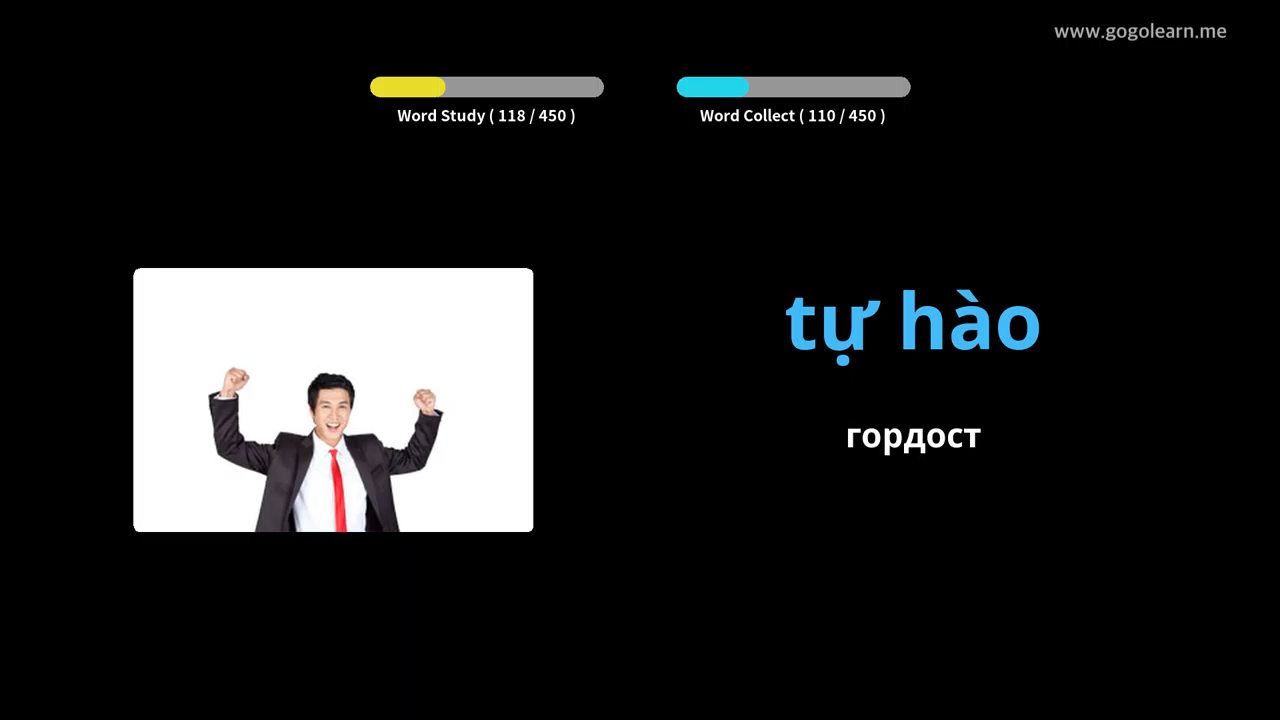 www.gogolearn.me
Word Study ( 118 / 450 )
Word Collect ( 110 / 450 )
tự hào
гордост